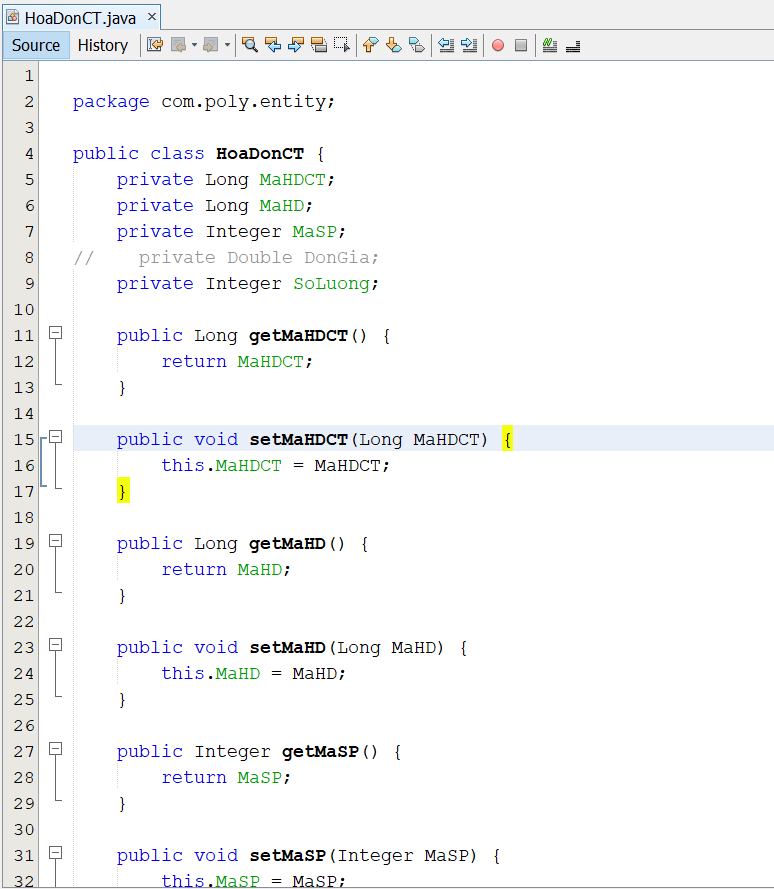 HoaDonCT.java
Source History
1
2 package com.poly.entity;
3
4 public class HoaDonCT {
5 private Long MaHDCT;
6 private Long MaHD;
7 private Integer MaSP;
8 // private Double DonGia;
9 private Integer SoLuong;
10
11 public Long getMaHDCT() {
12 return MaHDCT;
13 }
14
15 public void setMaHDCT(Long MaHDCT) {
16 this.MaHDCT = MaHDCT;
17 }
18
19 public Long getMaHD() {
20 return MaHD;
21 }
22
23 public void setMaHD(Long MaHD) {
24 this.MaHD = MaHD;
25 }
26
27 public Integer getMaSP() {
28 return MaSP;
29 }
30
31 public void setMaSP(Integer MaSP) {
32 this.MaSP = MaSP;